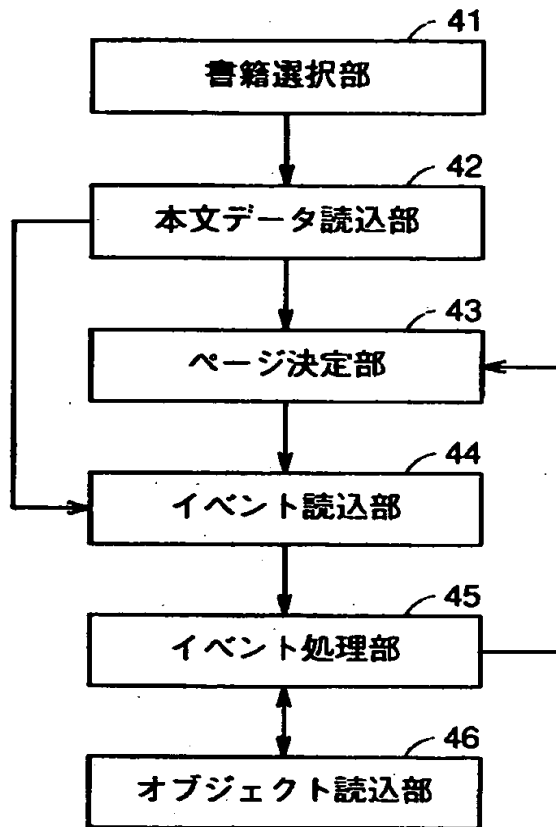 41
書籍選択部
42
本文データ読込部
43
ページ決定部
44
イベント読込部
45
イベント処理部
46
オブジェクト読込部